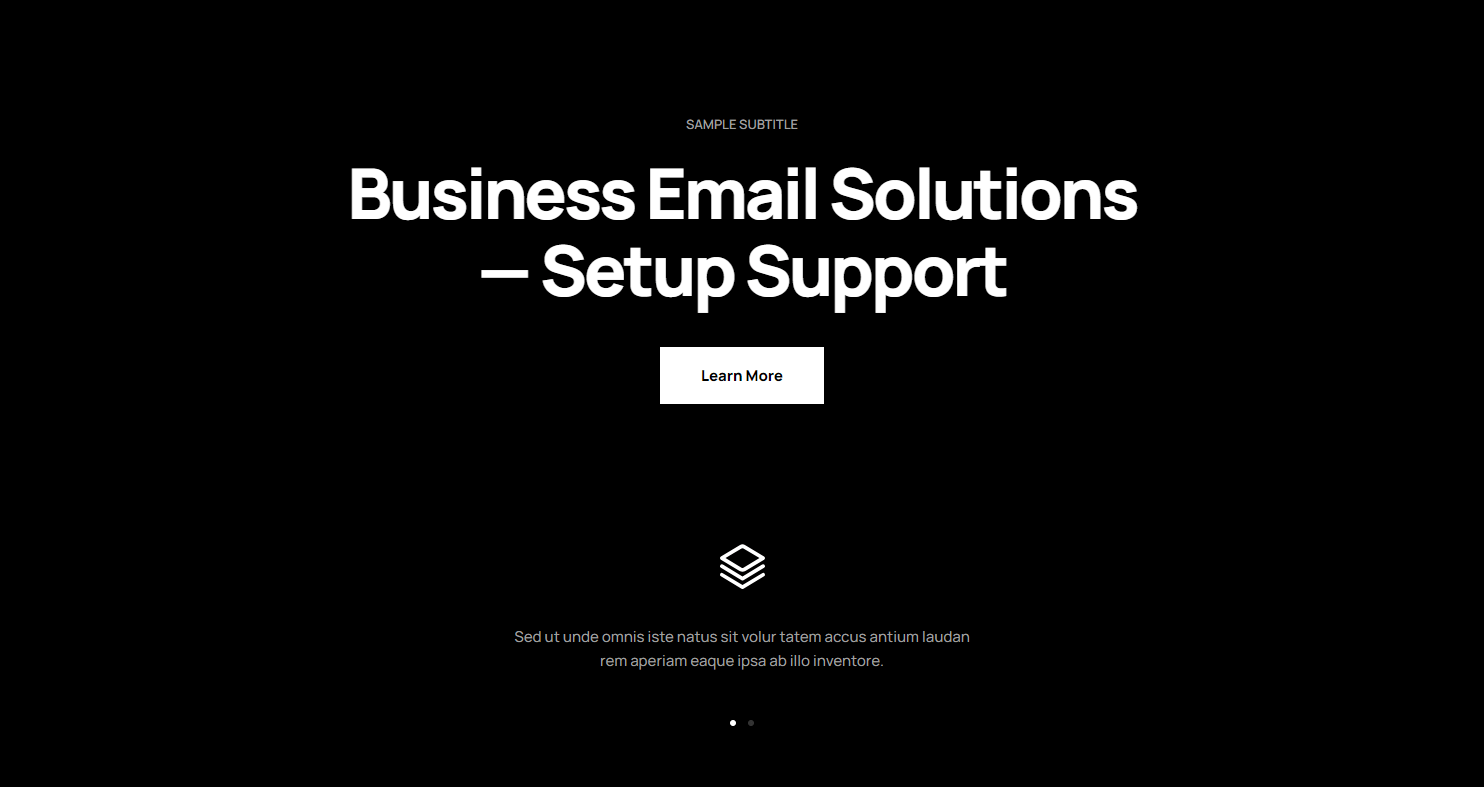 SAMPLE SUBTITLE
Business Email Solutions
— Setup Support
Learn More
Sed ut unde omnis iste natus sit volur tatem accus antium laudan
rem aperiam eaque ipsa ab illo inventore.